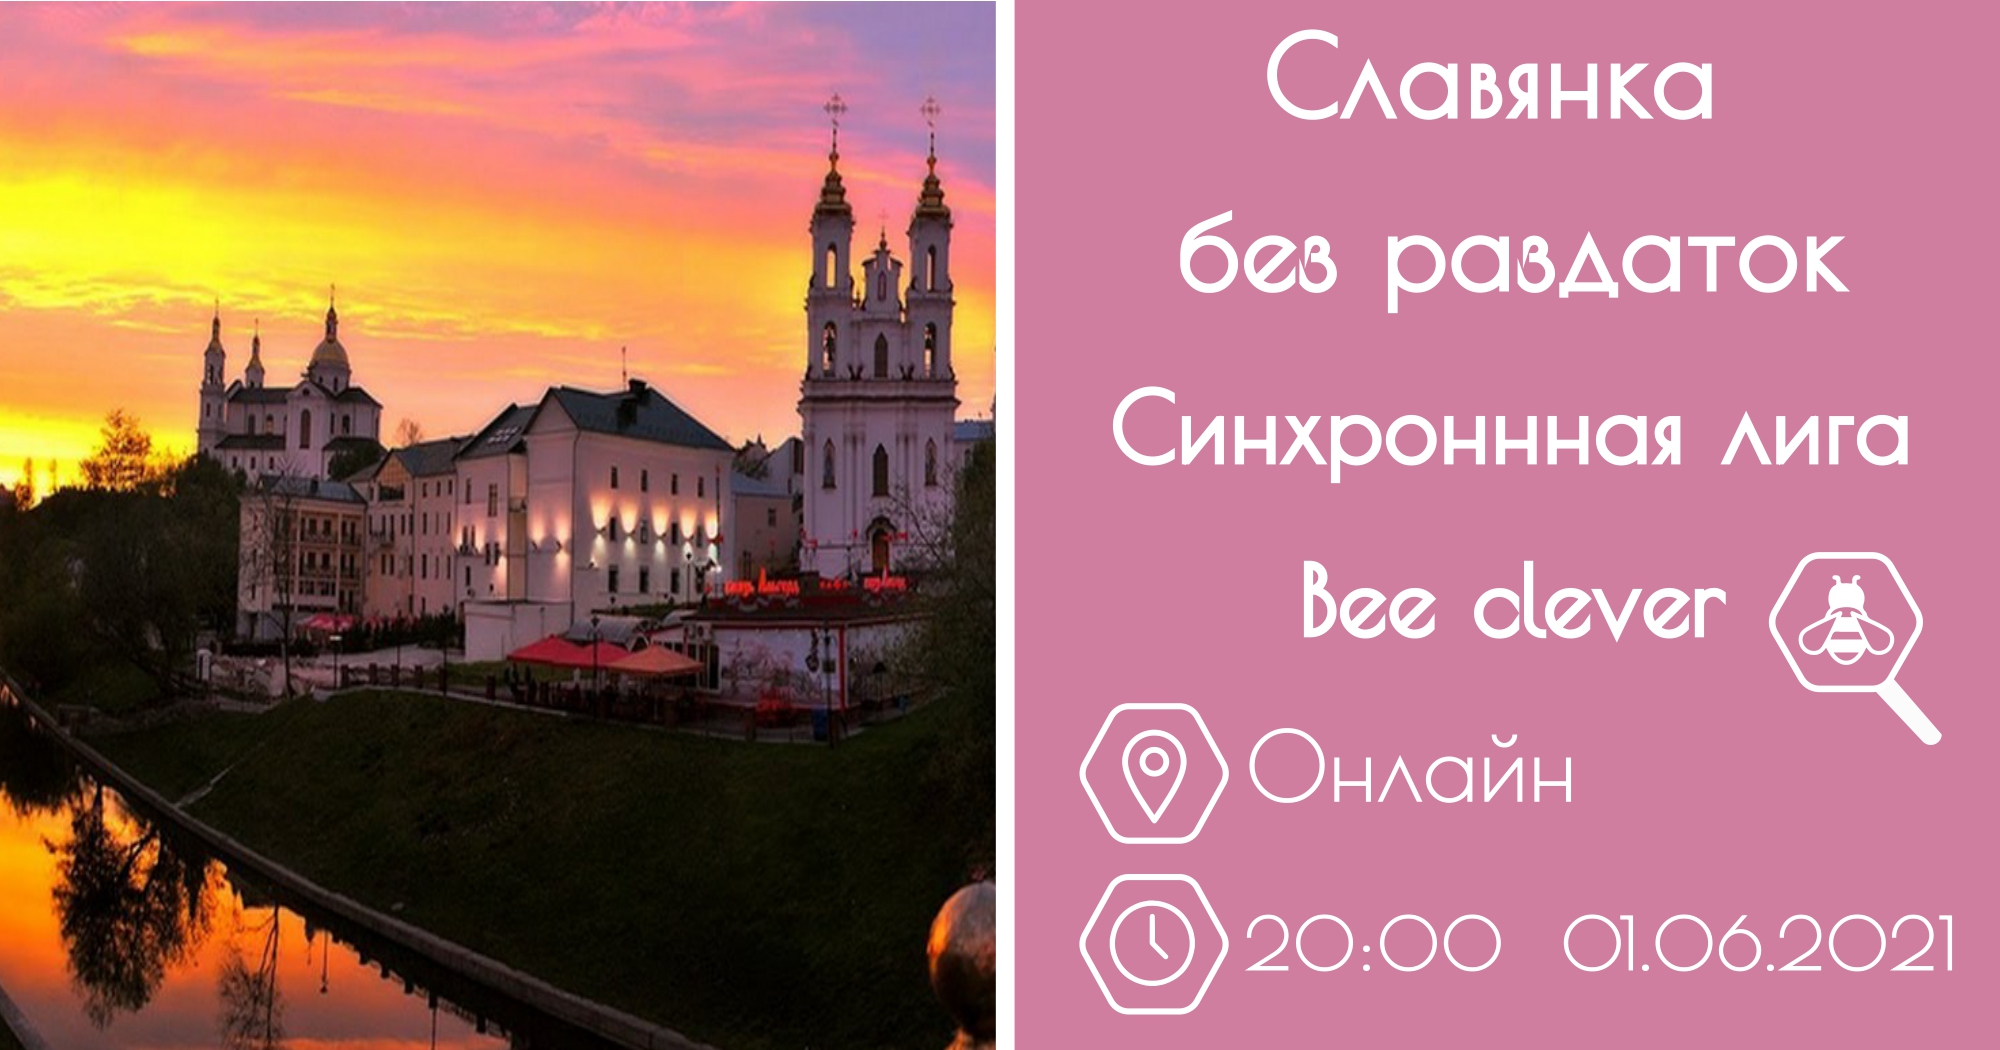 Славянка
без раздаток
Синхроннная лига
Bee clever
Онлайн
20:00 01.06.2021